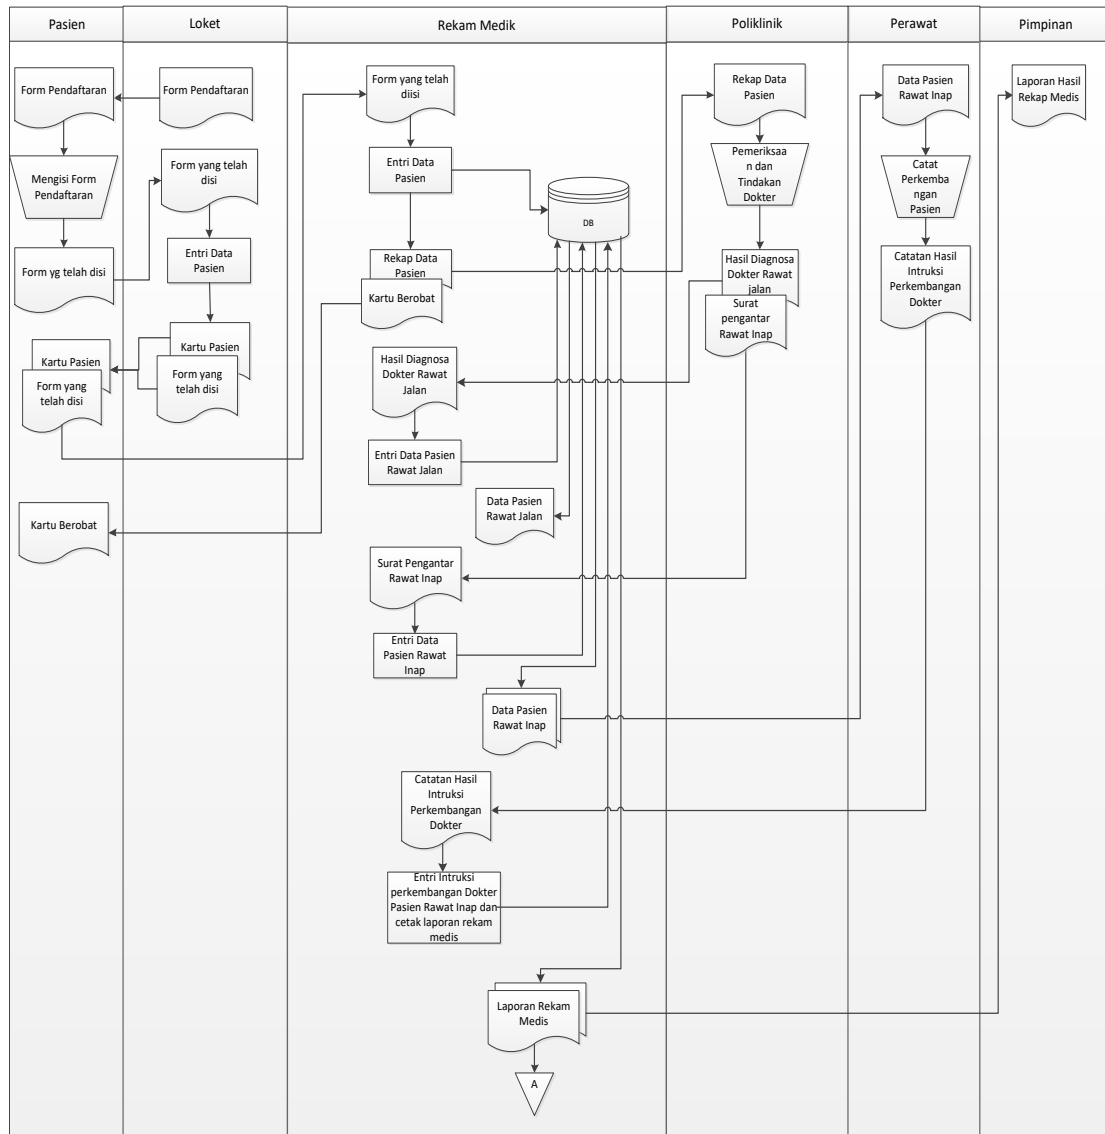 Pasien
Loket
Rekam Medik
Poliklinik
Perawat
Pimpinan
Form Pendaftaran
Mengisi Form
Pendaftaran
Form yg telah disi
Kartu Pasien
Form yang
telah disi
Kartu Berobat
Form Pendaftaran
Form yang telah
disi
Entri Data
Pasien
Kartu Pasien
Form yang
telah disi
Form yang telah
diisi
Entri Data
Pasien
DB
Rekap Data
Pasien
Kartu Berobat
Hasil Diagnosa
Dokter Rawat
Jalan
Entri Data Pasien
Rawat Jalan
Data Pasien
Rawat Jalan
Surat Pengantar
Rawat Inap
Entri Data
Pasien Rawat
Inap
Data Pasien
Rawat Inap
Catatan Hasil
Intruksi
Perkembangan
Dokter
Entri Intruksi
perkembangan Dokter
Pasien Rawat Inap dan
cetak laporan rekam
medis
Laporan Rekam
Medis
A
Rekap Data
Pasien
Pemeriksaa
n dan
Tindakan
Dokter
Hasil Diagnosa
Dokter Rawat
jalan
Surat
pengantar
Rawat Inap
Data Pasien
Rawat Inap
Catat
Perkemba
ngan
Pasien
Catatan Hasil
Intruksi
Perkembangan
Dokter
Laporan Hasil
Rekap Medis